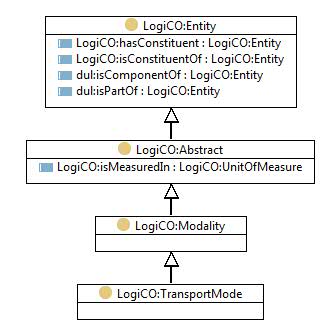 LogiCO:Entity
LogiCO:hasConstituent : LogiCO:Entity
LogiCO:isConstituentOf : LogiCO:Entity
dul:isComponentOf : LogiCO:Entity
dul:isPartOf : LogiCO:Entity
LogiCO:Abstract
LogiCO:isMeasuredIn : LogiCO:UnitOfMeasure
LogiCO:Modality
LogiCO:TransportMode